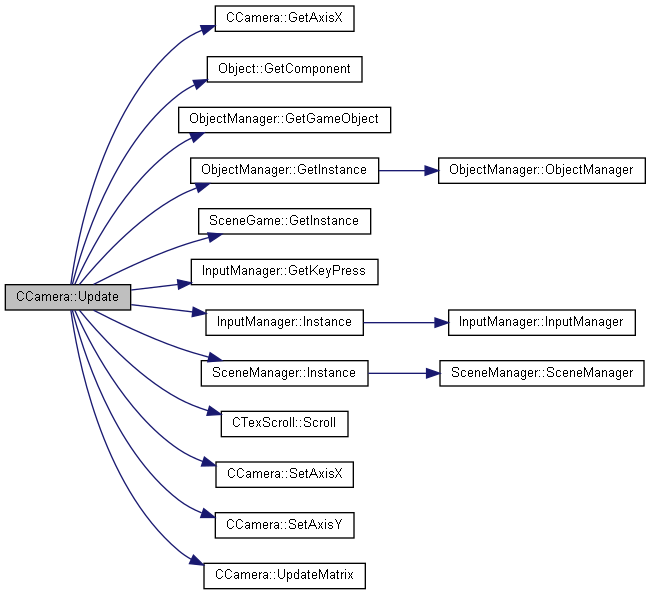 CCamera::GetAxisX
Object::GetComponent
ObjectManager::GetGameObject
ObjectManager::GetInstance
ObjectManager::ObjectManager
SceneGame::GetInstance
InputManager::GetKeyPress
CCamera::Update
InputManager::Instance
InputManager::InputManager
SceneManager::Instance
SceneManager::SceneManager
CTexScroll::Scroll
CCamera::SetAxisX
CCamera::SetAxisY
CCamera::UpdateMatrix